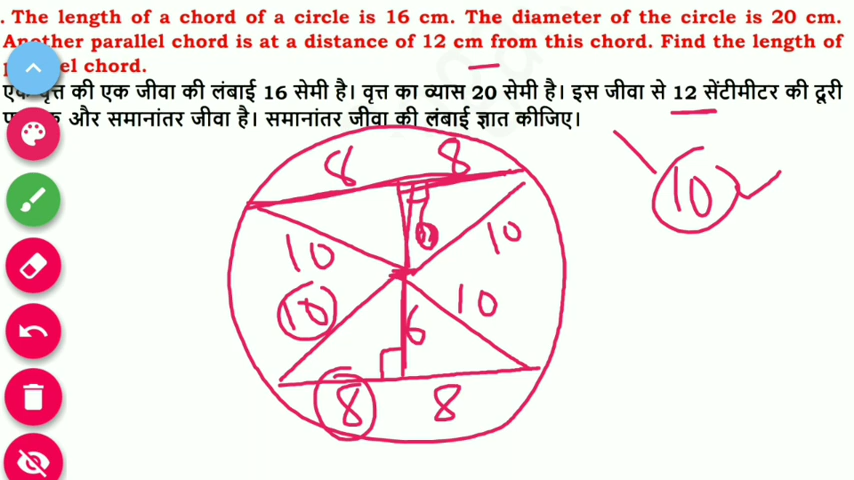 . The length of a chord of a circle is 16 cm. The diameter of the circle is 20 cm.
Another parallel chord is at a distance of 12 cm from this chord. Find the length of
el chord.
एक वृत्त की एक जीवा की लंबाई 16 सेमी है। वृत्त का व्यास 20 सेमी है। इस जीवा से 12 सेंटीमीटर की दूरी
और समानांतर जीवा है। समानांतर जीवा की लंबाई ज्ञात कीजिए।
8 8
10
10
10
10 10
6
8 8